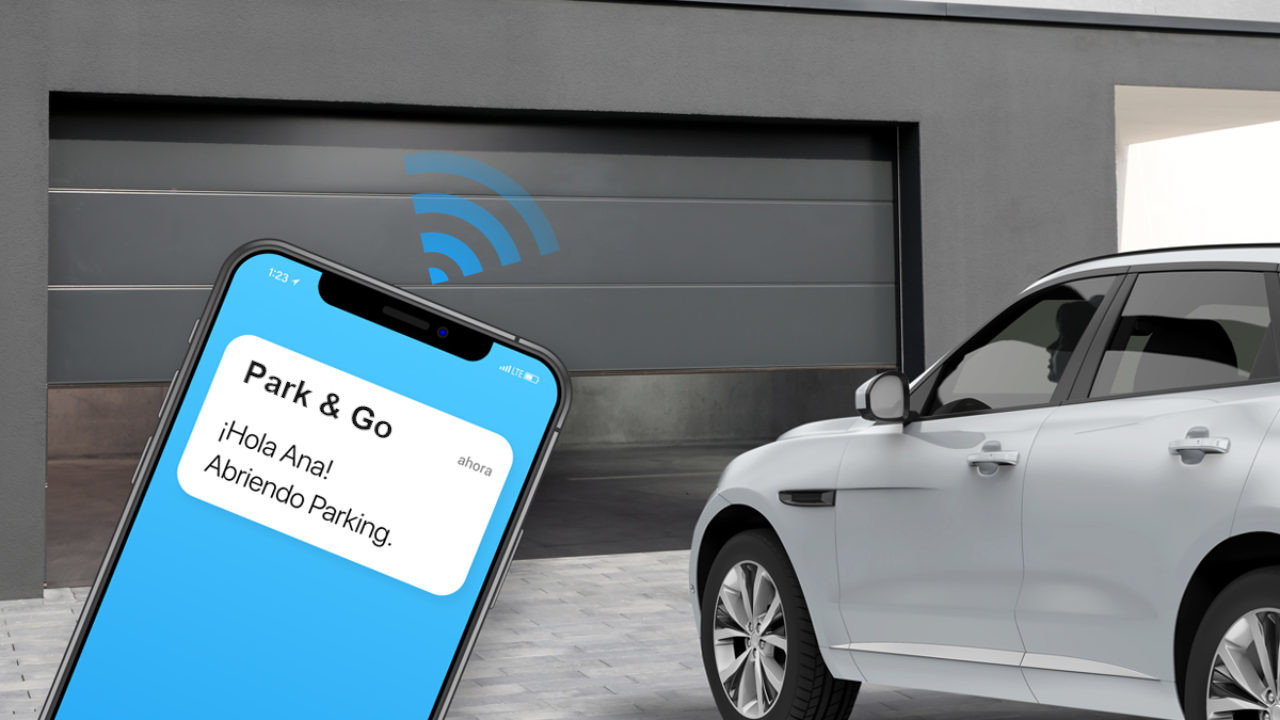 1:23
LTE
Park & Go
ahora
¡Hola Ana!
Abriendo Parking.